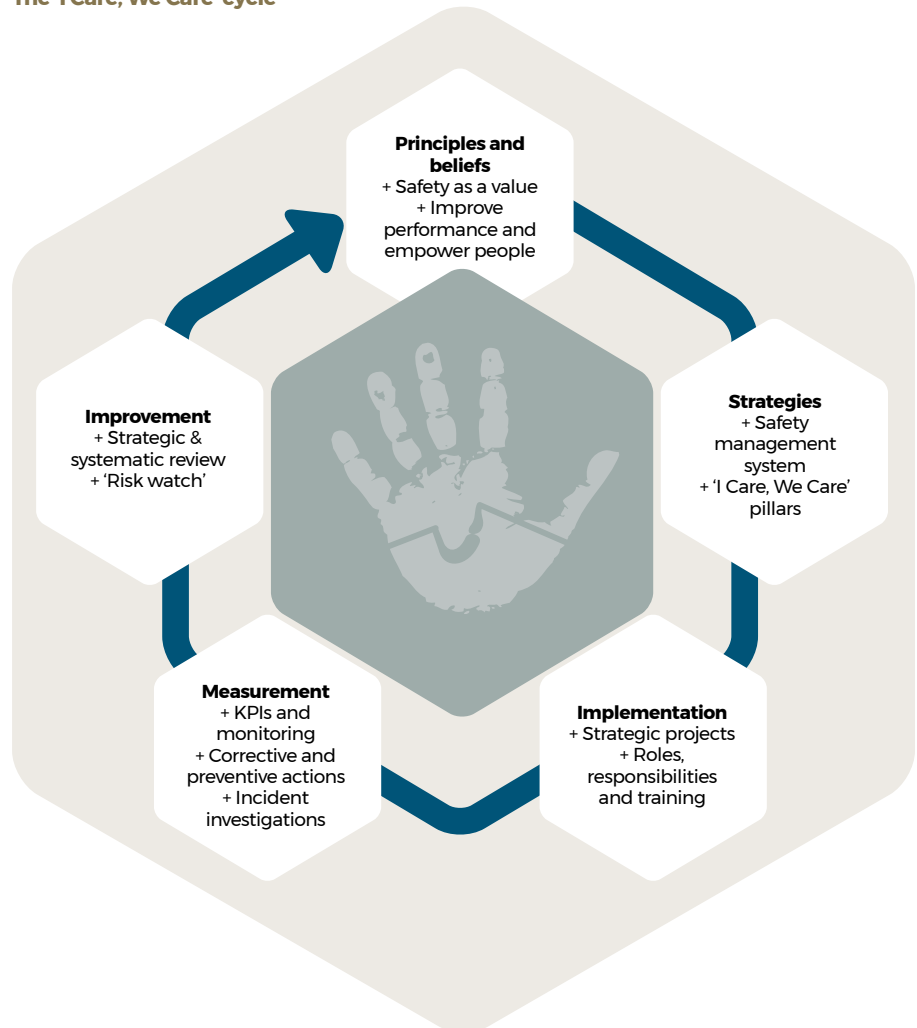 The 'I Care, We Care' cycle
Principles and
beliefs
+ Safety as a value
+ Improve
performance and
empower people
Strategies
+ Safety
management
system
+ ‘I Care, We Care’
pillars
Implementation
+ Strategic projects
+ Roles,
responsibilities
and training
Measurement
+ KPIs and
monitoring
+ Corrective and
preventive actions
+ Incident
investigations
Improvement
+ Strategic &
systematic review
+ ‘Risk watch’